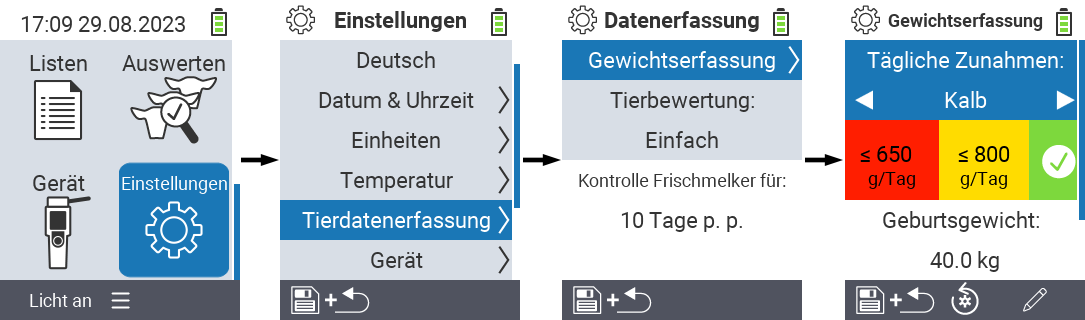 17:09 29.08.2023
Listen
Auswerten
Gerät
Einstellungen
Licht an
Einstellungen
Deutsch
Datum & Uhrzeit
Einheiten
Temperatur
Tierdatenerfassung
Gerät
+
Datenerfassung
Gewichtserfassung
Tierbewertung:
Einfach
Kontrolle Frischmelker für:
10 Tage p. p.
+
Gewichtserfassung
Tägliche Zunahmen:
Kalb
≤ 650
g/Tag
≤ 800
g/Tag
Geburtsgewicht:
40.0 kg
+